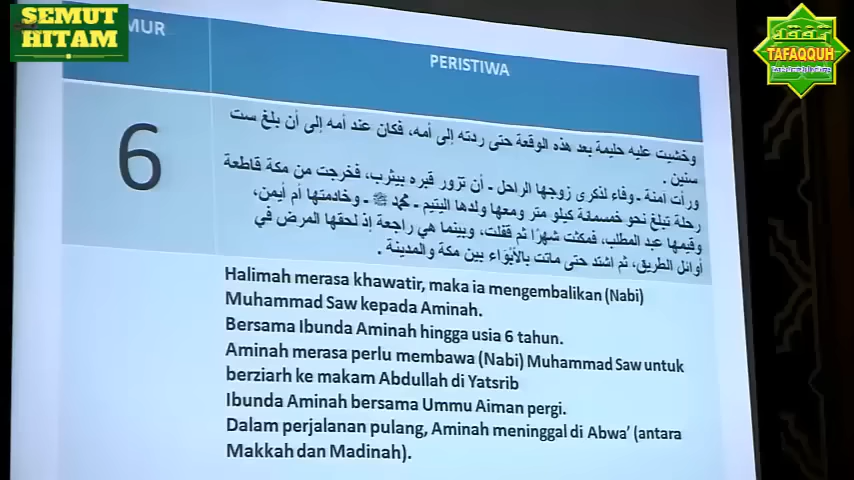 SEMUT
HITAM
TAFAQQUH
MUR
PERISTIWA
6
وخشيت عليه حليمة بعد هذه الوقعة حتى ردته إلى أمه، فكان عند أمه إلى أن بلغ ست
سنين .
ورأت آمنة ـ وفاء لذكرى زوجها الراحل ـ أن تزور قبره بيثرب، فخرجت من مكة قاطعة
رحلة تبلغ نحو خمسمائة كيلو متر ومعها ولدها اليتيم ـ محمد ﷺ ـ وخادمتها أم أيمن،
وقيمها عبد المطلب، فمكثت شهرًا ثم قفلت، وبينما هي راجعة إذ لحقها المرض في
أوائل الطريق، ثم اشتد حتى ماتت بالأبْوَاء بين مكة والمدينة .
Halimah merasa khawatir, maka ia mengembalikan (Nabi)
Muhammad Saw kepada Aminah.
Bersama Ibunda Aminah hingga usia 6 tahun.
Aminah merasa perlu membawa (Nabi) Muhammad Saw untuk
berziarh ke makam Abdullah di Yatsrib
Ibunda Aminah bersama Ummu Aiman pergi.
Dalam perjalanan pulang, Aminah meninggal di Abwa’ (antara
Makkah dan Madinah).